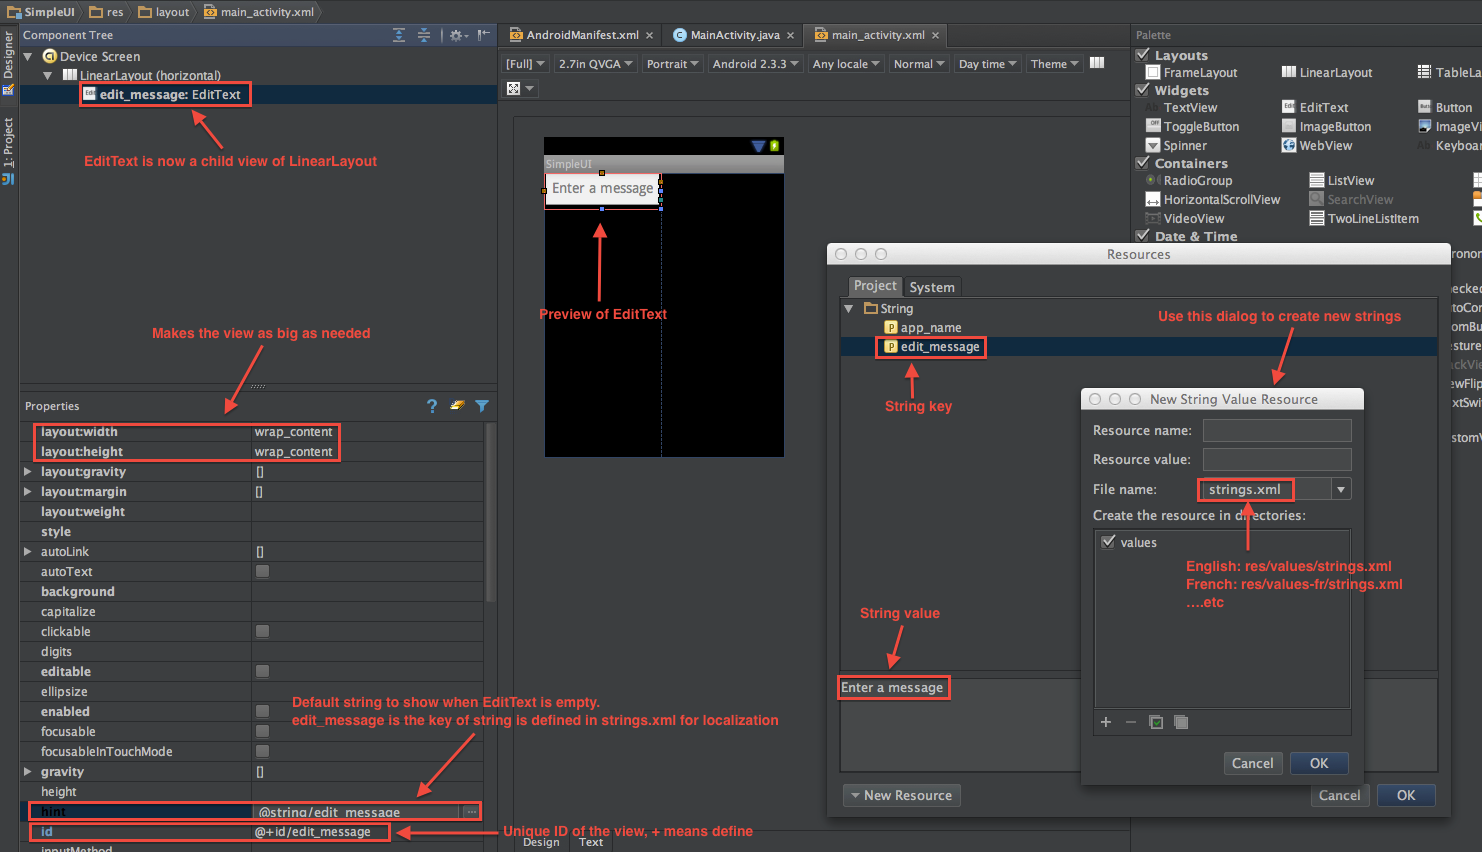 SimpleUI
res
layout
main_activity.xml
Designer
1: Project
Component Tree
Device Screen
LinearLayout (horizontal)
edit_message: EditText
EditText is now a child view of LinearLayout
Makes the view as big as needed
Properties
layout:width wrap_content
layout:height wrap_content
layout:gravity []
layout:margin []
layout:weight
style
autoLink []
autoText
background
capitalize
clickable
digits
editable
ellipsize
enabled
focusable
focusableInTouchMode
gravity []
height
hint @string/edit_message
id @+id/edit_message
inputMethod
Default string to show when EditText is empty.
edit_message is the key of string is defined in strings.xml for localization
Unique ID of the view, + means define
AndroidManifest.xml
MainActivity.java
main_activity.xml
[Full]
2.7in QVGA
Portrait
Android 2.3.3
Any locale
Normal
Day time
Theme
SimpleUI
Enter a message
Preview of EditText
Design
Text
Palette
Layouts
FrameLayout
LinearLayout
TableLa
Widgets
Ab TextView
EditText
Button
ToggleButton
ImageButton
ImageVi
Spinner
WebView
Ab Keyboar
Containers
RadioGroup
ListView
HorizontalScrollView
SearchView
VideoView
TwoLineListItem
Date & Time
Resources
Project
System
String
app_name
edit_message
String key
String value
Enter a message
New Resource
Cancel
OK
Use this dialog to create new strings
New String Value Resource
Resource name:
Resource value:
File name: strings.xml
Create the resource in directories:
values
English: res/values/strings.xml
French: res/values-fr/strings.xml
....etc
Cancel
OK